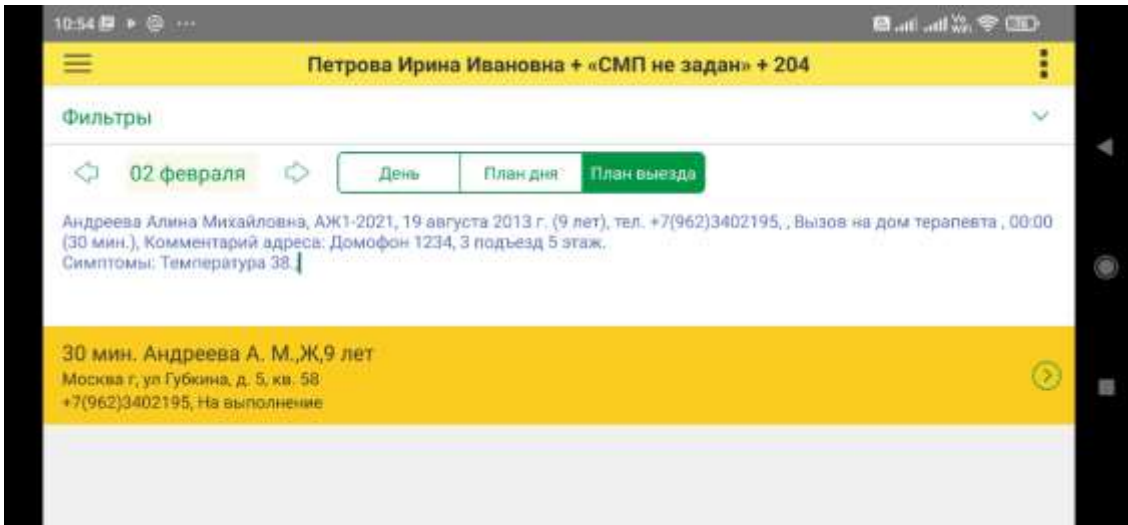 10:54
Петрова Ирина Ивановна + «СМП не задан» + 204
Фильтры
02 февраля
День
План дня
План выезда
Андреева Алина Михайловна, АЖ1-2021, 19 августа 2013 г. (9 лет), тел. +7(962)3402195, , Вызов на дом терапевта , 00:00
(30 мин.), Комментарий адреса: Домофон 1234, 3 подъезд 5 этаж.
Симптомы: Температура 38.
30 мин. Андреева А. М.,Ж,9 лет
Москва г, ул Губкина, д. 5, кв. 58
+7(962)3402195, На выполнение